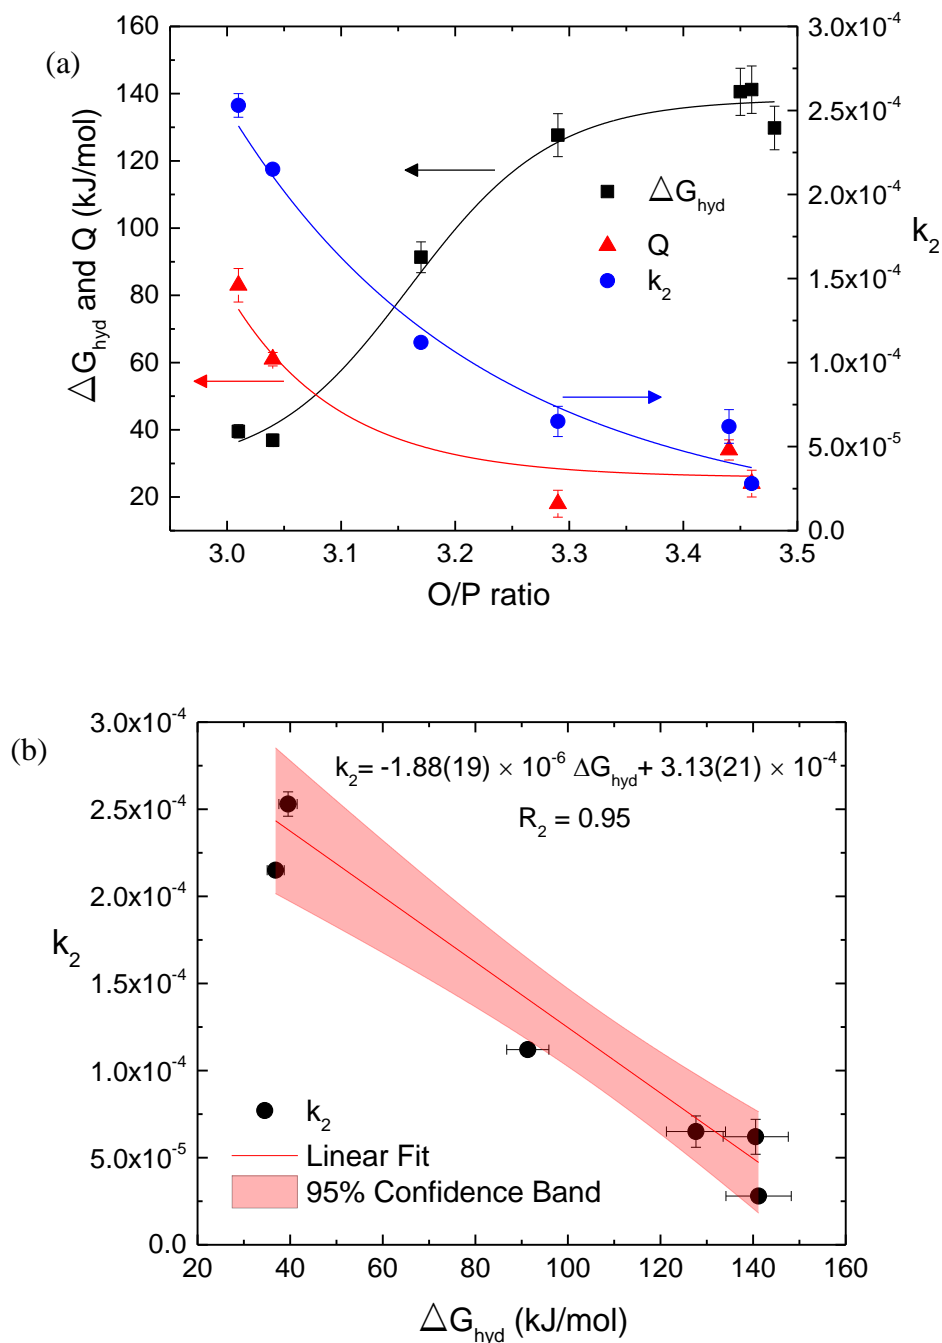 (a)
160
140
120
100
80
60
40
20
ΔG_hyd and Q (kJ/mol)
3.0x10^-4
2.5x10^-4
2.0x10^-4
1.5x10^-4
1.0x10^-4
5.0x10^-5
0.0
k_2
ΔG_hyd
Q
k_2
3.0 3.1 3.2 3.3 3.4 3.5
O/P ratio
(b)
3.0x10^-4
2.5x10^-4
2.0x10^-4
1.5x10^-4
1.0x10^-4
5.0x10^-5
0.0
k_2
k_2= -1.88(19) × 10^-6 ΔG_hyd+ 3.13(21) × 10^-4
R_2 = 0.95
k_2
Linear Fit
95% Confidence Band
20 40 60 80 100 120 140 160
ΔG_hyd (kJ/mol)